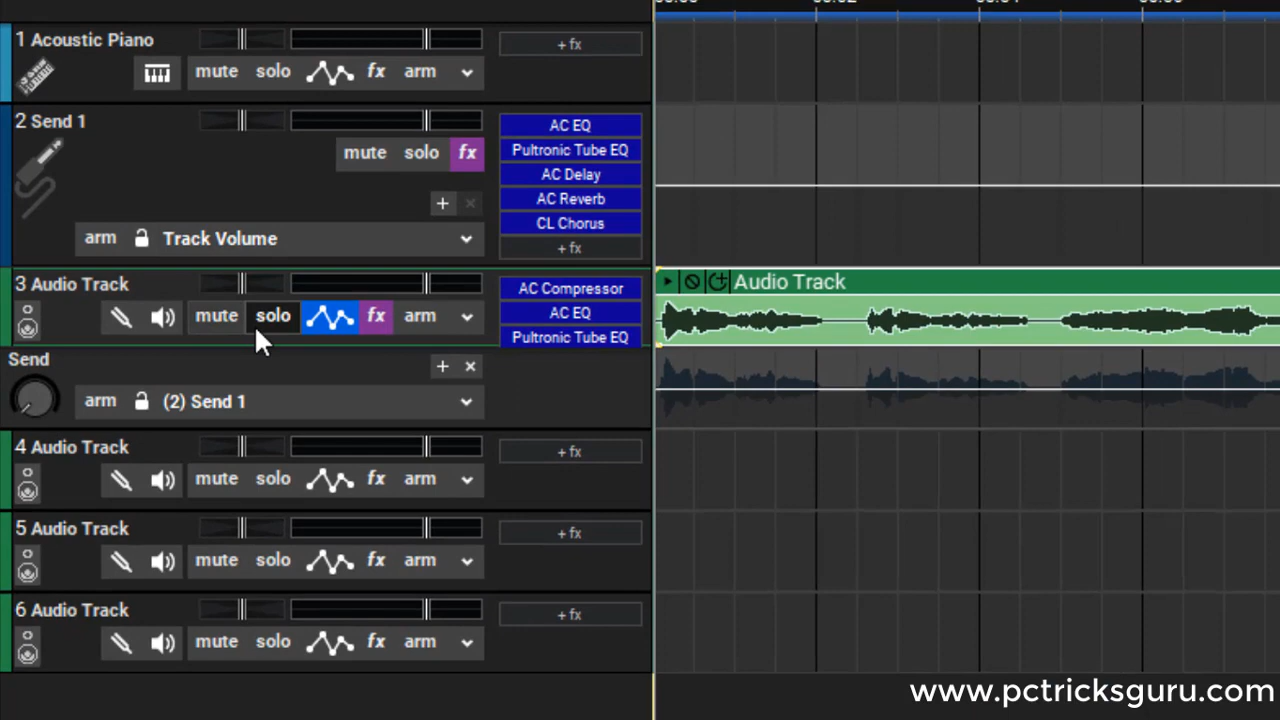 1 Acoustic Piano
+ fx
mute solo fx arm
2 Send 1
AC EQ
mute solo fx
Pultronic Tube EQ
AC Delay
AC Reverb
+ ×
CL Chorus
arm Track Volume
+ fx
3 Audio Track
AC Compressor
mute solo fx arm
AC EQ
Pultronic Tube EQ
Audio Track
Send
+ ×
arm (2) Send 1
4 Audio Track
+ fx
mute solo fx arm
5 Audio Track
+ fx
mute solo fx arm
6 Audio Track
+ fx
mute solo fx arm
www.pctricksguru.com